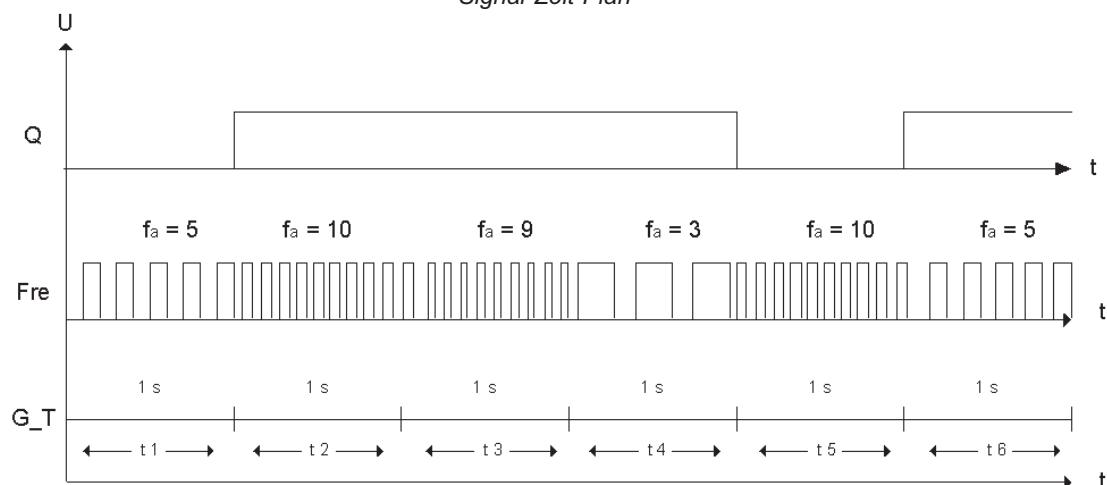 Signal-Zeit-Plan
U
Q
t
fa = 5 fa = 10 fa = 9 fa = 3 fa = 10 fa = 5
Fre
t
1 s 1 s 1 s 1 s 1 s 1 s
G_T
t 1 t 2 t 3 t 4 t 5 t 6
t